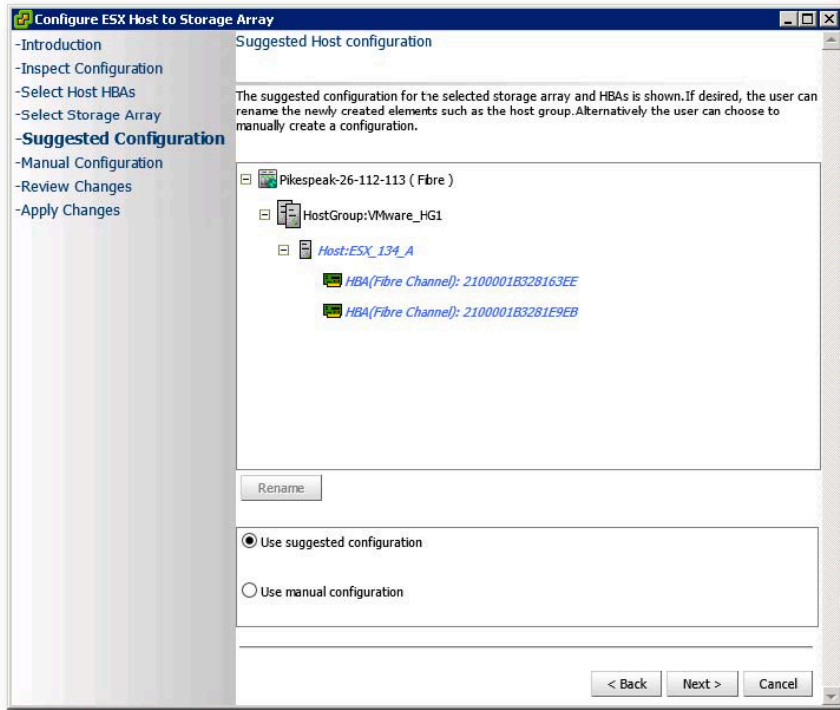 Configure ESX Host to Storage Array
-Introduction
-Inspect Configuration
-Select Host HBAs
-Select Storage Array
-Suggested Configuration
-Manual Configuration
-Review Changes
-Apply Changes
Suggested Host configuration
The suggested configuration for the selected storage array and HBAs is shown.If desired, the user can
rename the newly created elements such as the host group.Alternatively the user can choose to
manually create a configuration.
Pikespeak-26-112-113 ( Fibre )
HostGroup:VMware_HG1
Host:ESX_134_A
HBA(Fibre Channel): 2100001B328163EE
HBA(Fibre Channel): 2100001B3281E9EB
Rename
Use suggested configuration
Use manual configuration
< Back
Next >
Cancel